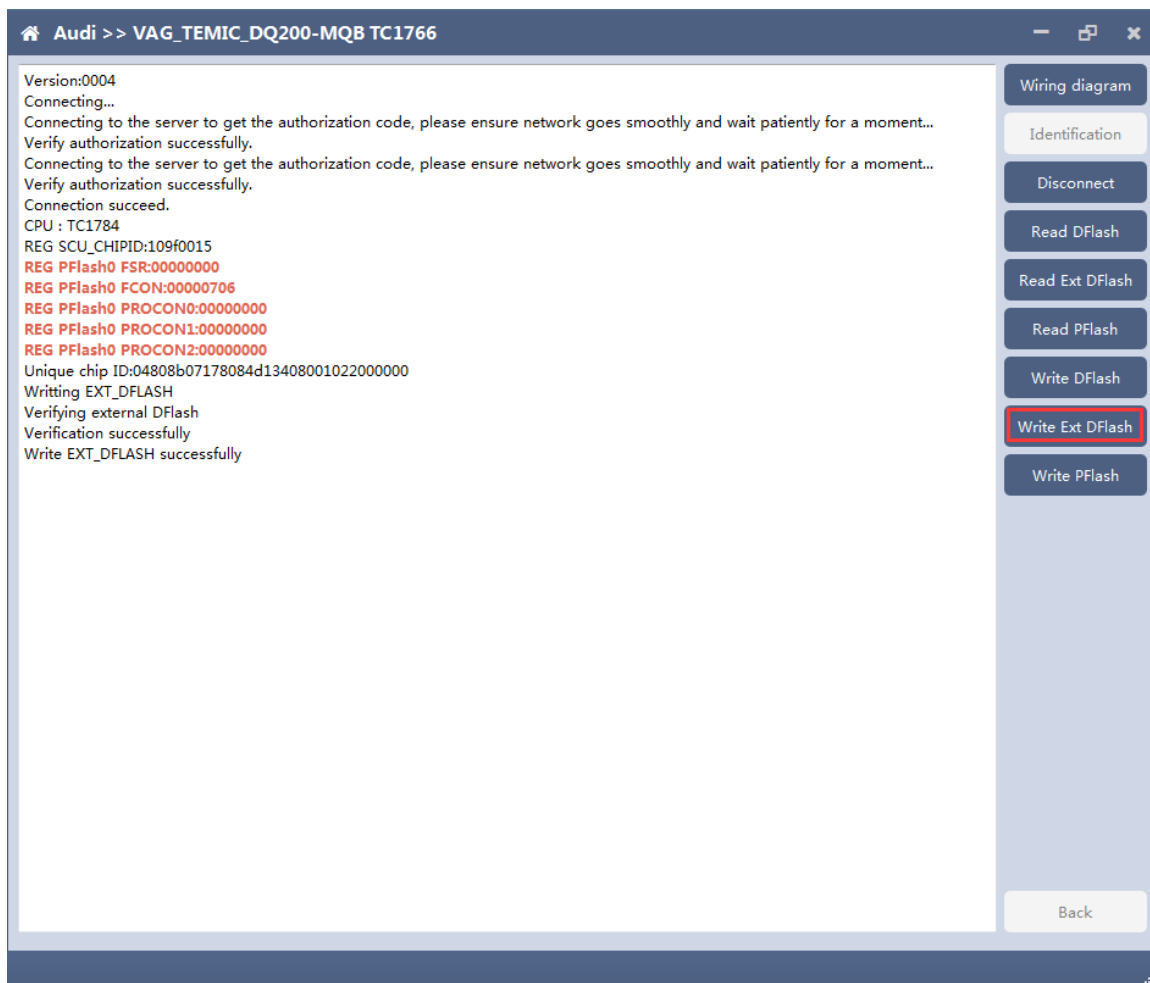 Audi >> VAG_TEMIC_DQ200-MQB TC1766
Version:0004
Connecting...
Connecting to the server to get the authorization code, please ensure network goes smoothly and wait patiently for a moment...
Verify authorization successfully.
Connecting to the server to get the authorization code, please ensure network goes smoothly and wait patiently for a moment...
Verify authorization successfully.
Connection succeed.
CPU : TC1784
REG SCU_CHIPID:109f0015
REG PFlash0 FSR:00000000
REG PFlash0 FCON:00000706
REG PFlash0 PROCON0:00000000
REG PFlash0 PROCON1:00000000
REG PFlash0 PROCON2:00000000
Unique chip ID:04808b07178084d13408001022000000
Writting EXT_DFLASH
Verifying external DFlash
Verification successfully
Write EXT_DFLASH successfully
Wiring diagram
Identification
Disconnect
Read DFlash
Read Ext DFlash
Read PFlash
Write DFlash
Write Ext DFlash
Write PFlash
Back